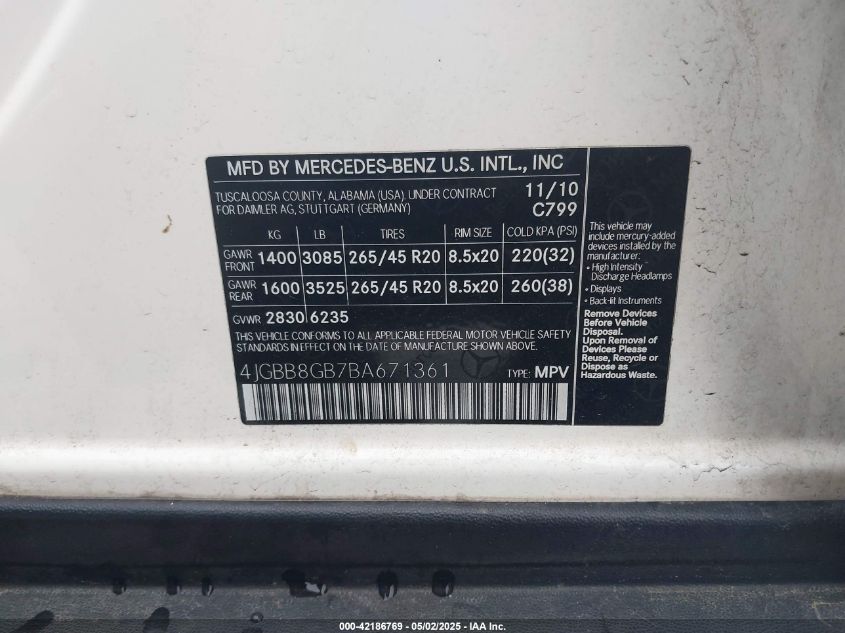 MFD BY MERCEDES-BENZ U.S. INTL., INC
TUSCALOOSA COUNTY, ALABAMA (USA). UNDER CONTRACT
FOR DAIMLER AG, STUTTGART (GERMANY)
11/10
C799
KG LB TIRES RIM SIZE COLD KPA (PSI)
GAWR FRONT 1400 3085 265/45 R20 8.5x20 220(32)
GAWR REAR 1600 3525 265/45 R20 8.5x20 260(38)
GVWR 2830 6235
THIS VEHICLE CONFORMS TO ALL APPLICABLE FEDERAL MOTOR VEHICLE SAFETY
STANDARDS IN EFFECT ON THE DATE OF MANUFACTURE SHOWN ABOVE.
4JGBB8GB7BA671361 TYPE: MPV
This vehicle may
include mercury-added
devices installed by the
manufacturer:
• High Intensity
Discharge Headlamps
• Displays
• Back-lit Instruments
Remove Devices
Before Vehicle
Disposal.
Upon Removal of
Devices Please
Reuse, Recycle or
Dispose as
Hazardous Waste.
000-42186769 - 05/02/2025 - IAA Inc.